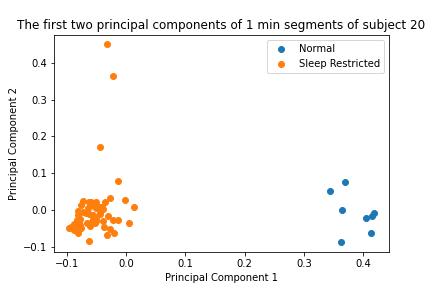 The first two principal components of 1 min segments of subject 20
Normal
Sleep Restricted
Principal Component 2
0.4
0.3
0.2
0.1
0.0
−0.1
−0.1 0.0 0.1 0.2 0.3 0.4
Principal Component 1